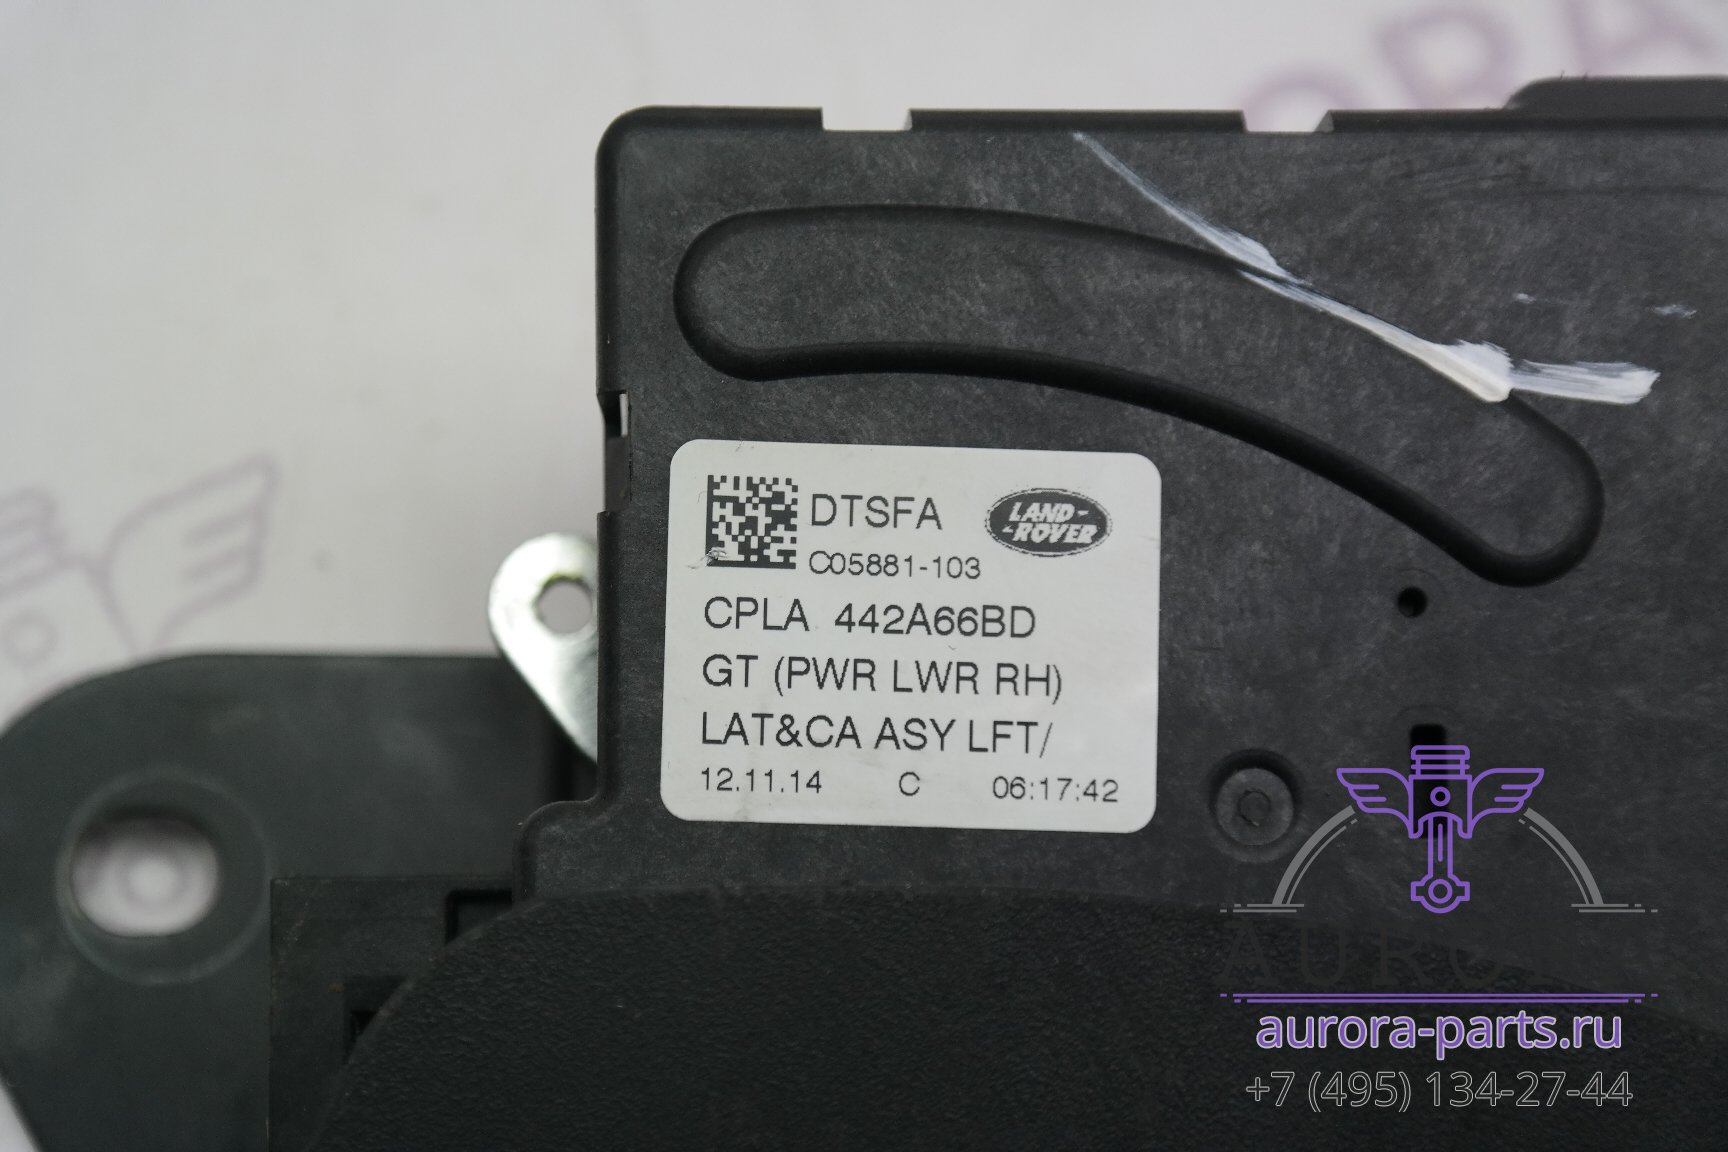 DTSFA
LAND-
-ROVER
C05881-103
CPLA 442A66BD
GT (PWR LWR RH)
LAT&CA ASY LFT/
12.11.14 C 06:17:42
AURORA
aurora-parts.ru
+7 (495) 134-27-44